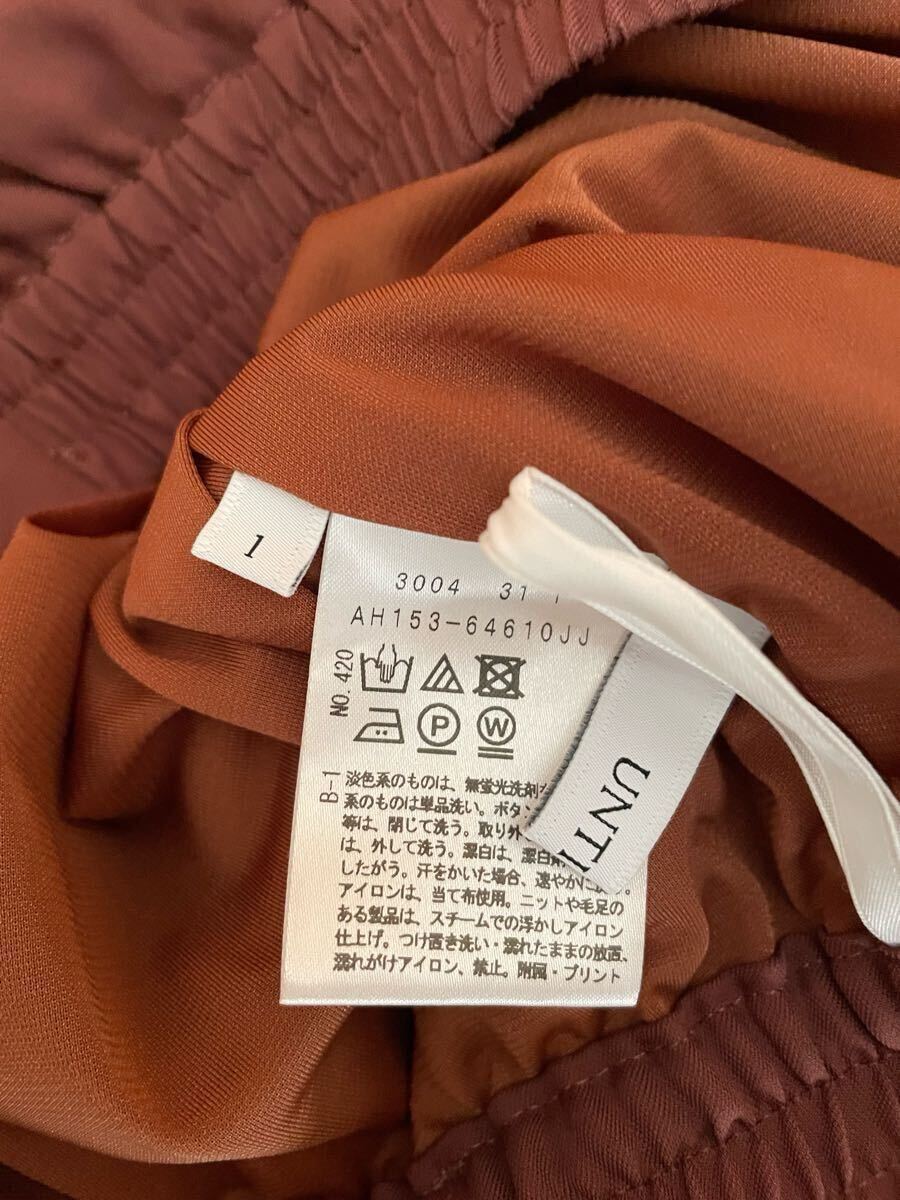 1
3004 31
AH153-64610JJ
NO. 420
P
W
B-1
淡色系のものは、無蛍光洗剤を
系のものは単品洗い。ボタン
等は、閉じて洗う。取り外
は、外して洗う。漂白は、漂白剤
したがう。汗をかいた場合、速やかに
アイロンは、当て布使用。ニットや毛足の
ある製品は、スチームでの浮かしアイロン
仕上げ。つけ置き洗い・濡れたままの放置、
濡れがけアイロン、禁止。附図・プリント
UNTI